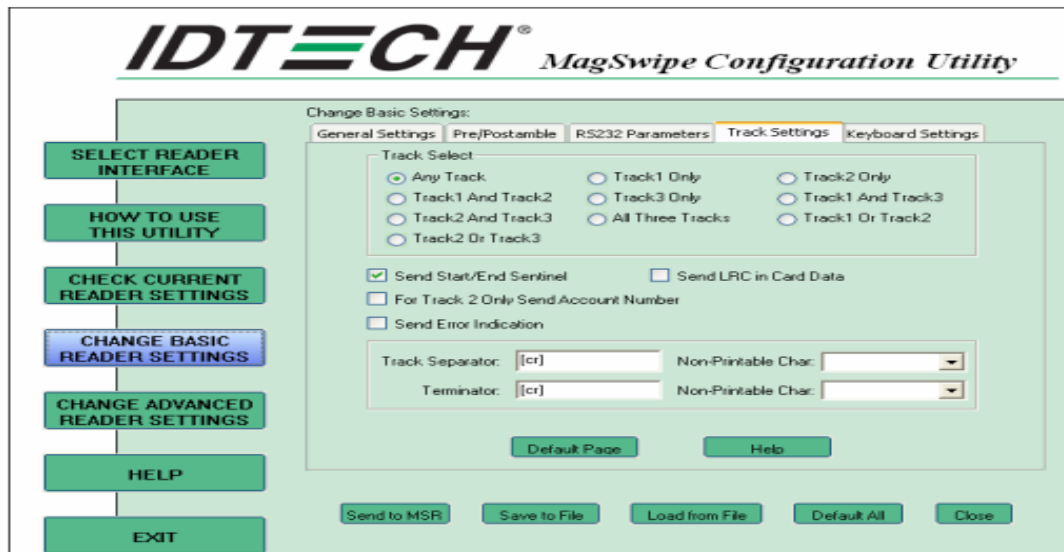 IDTECH®
MagSwipe Configuration Utility
Change Basic Settings:
General Settings
Pre/Postamble
RS232 Parameters
Track Settings
Keyboard Settings
SELECT READER
INTERFACE
HOW TO USE
THIS UTILITY
CHECK CURRENT
READER SETTINGS
CHANGE BASIC
READER SETTINGS
CHANGE ADVANCED
READER SETTINGS
HELP
EXIT
Track Select
Any Track
Track1 Only
Track2 Only
Track1 And Track2
Track3 Only
Track1 And Track3
Track2 And Track3
All Three Tracks
Track1 Or Track2
Track2 Or Track3
Send Start/End Sentinel
Send LRC in Card Data
For Track 2 Only Send Account Number
Send Error Indication
Track Separator: [cr]
Non-Printable Char:
Terminator: [cr]
Non-Printable Char:
Default Page
Help
Send to MSR
Save to File
Load from File
Default All
Close